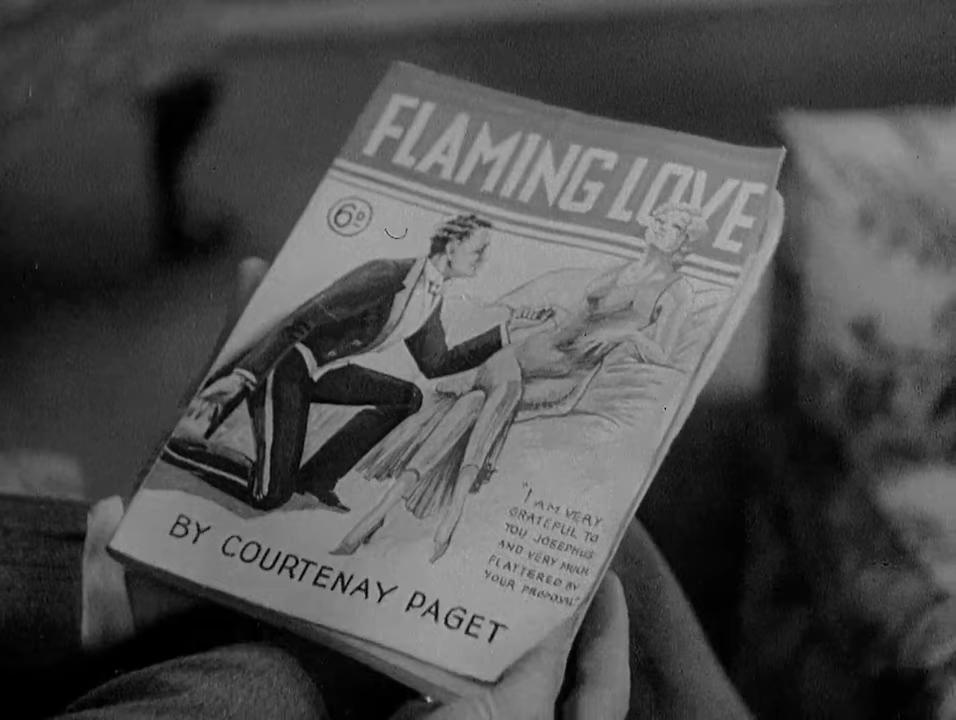 FLAMING LOVE
6D
"I AM VERY
GRATEFUL TO
YOU JOSEPHUS
AND VERY MUCH
FLATTERED BY
YOUR PROPOSAL"
BY COURTENAY PAGET